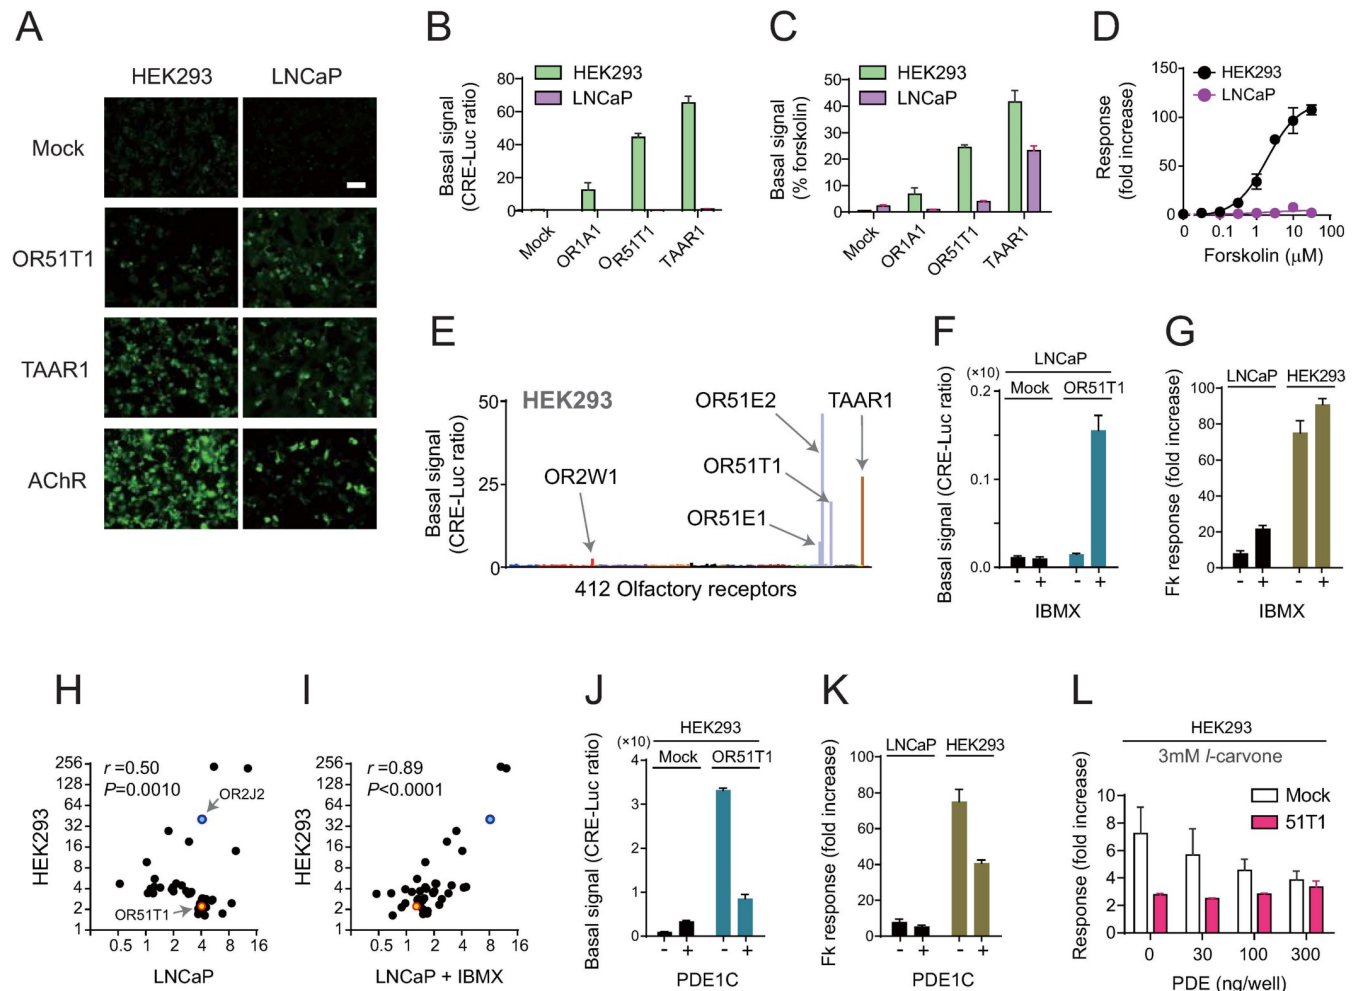 A
HEK293 LNCaP
Mock
OR51T1
TAAR1
AChR
B
HEK293
LNCaP
Basal signal
(CRE-Luc ratio)
80
60
40
20
0
Mock
OR1A1
OR51T1
TAAR1
C
HEK293
LNCaP
Basal signal
(% forskolin)
50
40
30
20
10
0
Mock
OR1A1
OR51T1
TAAR1
D
HEK293
LNCaP
Response
(fold increase)
150
100
50
0
0 0.1 1 10 100
Forskolin (μM)
E
HEK293
Basal signal
(CRE-Luc ratio)
50
25
0
OR2W1
OR51E2
OR51T1
OR51E1
TAAR1
412 Olfactory receptors
F
LNCaP
(×10)
Mock OR51T1
Basal signal (CRE-Luc ratio)
0.2
0.1
0.0
- + - +
IBMX
G
LNCaP HEK293
Fk response (fold increase)
100
80
60
40
20
0
- + - +
IBMX
H
r =0.50
P=0.0010
OR2J2
OR51T1
HEK293
256
128
64
32
16
8
4
2
1
0.5 1 2 4 8 16
LNCaP
I
r =0.89
P<0.0001
HEK293
256
128
64
32
16
8
4
2
1
0.5 1 2 4 8 16
LNCaP + IBMX
J
HEK293
(×10)
Mock OR51T1
Basal signal (CRE-Luc ratio)
4
3
2
1
0
- + - +
PDE1C
K
LNCaP HEK293
Fk response (fold increase)
100
80
60
40
20
0
- + - +
PDE1C
L
HEK293
3mM l-carvone
Mock
51T1
Response (fold increase)
10
8
6
4
2
0
0 30 100 300
PDE (ng/well)